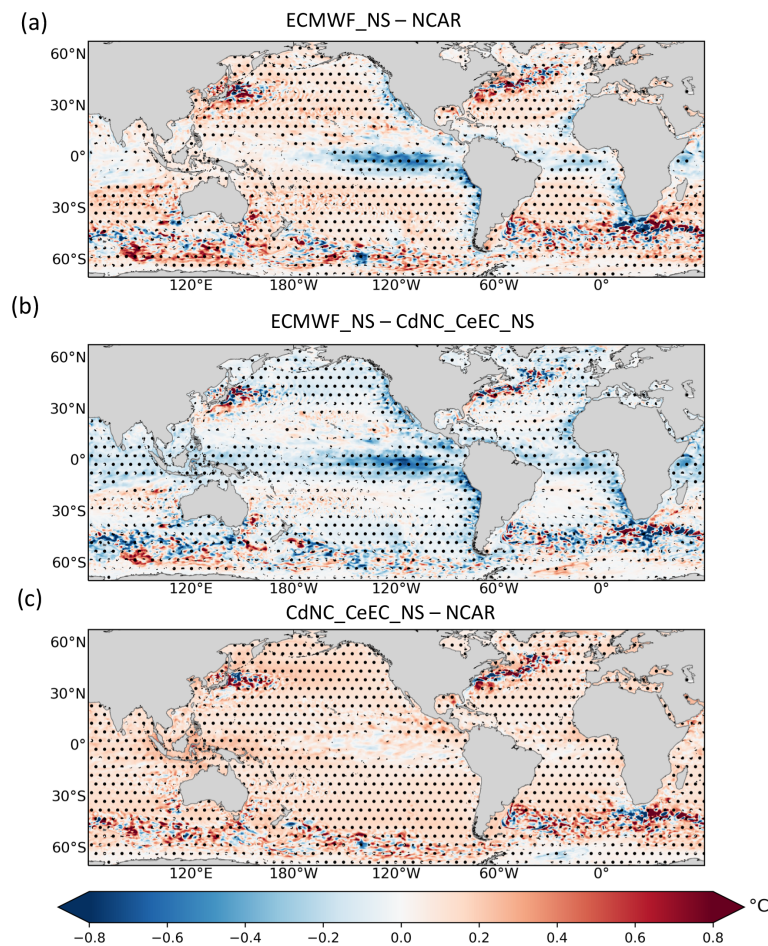 (a)
ECMWF_NS – NCAR
60°N
30°N
0°
30°S
60°S
120°E 180°W 120°W 60°W 0°
(b)
ECMWF_NS – CdNC_CeEC_NS
60°N
30°N
0°
30°S
60°S
120°E 180°W 120°W 60°W 0°
(c)
CdNC_CeEC_NS – NCAR
60°N
30°N
0°
30°S
60°S
120°E 180°W 120°W 60°W 0°
°C
−0.8 −0.6 −0.4 −0.2 0.0 0.2 0.4 0.6 0.8